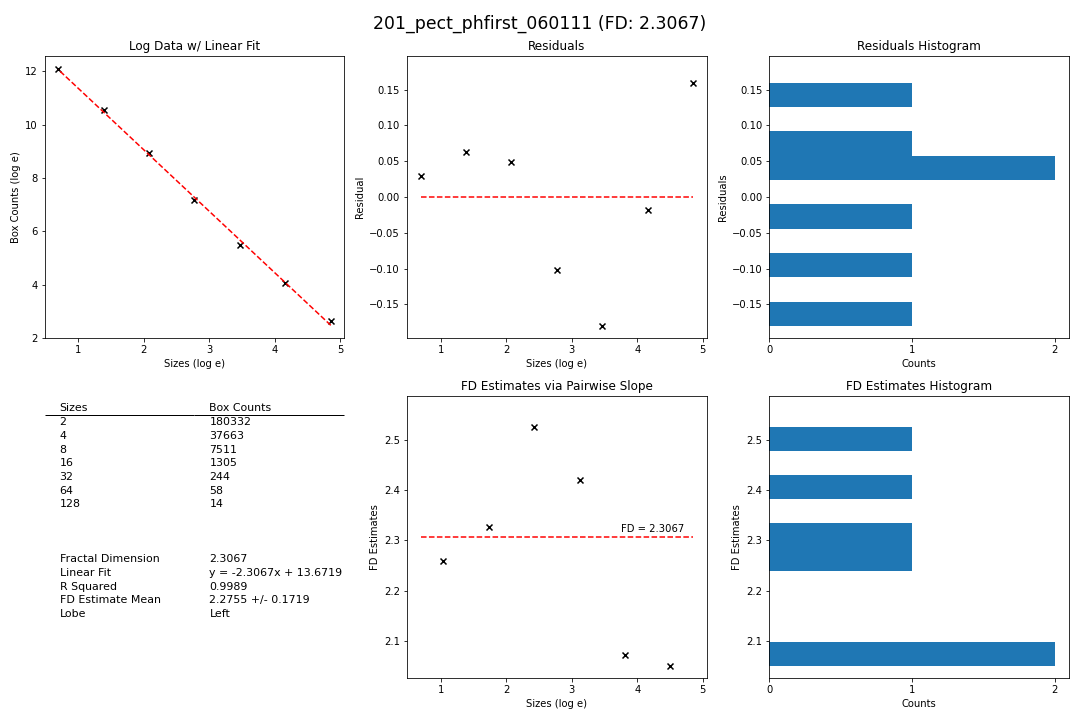 201_pect_phfirst_060111 (FD: 2.3067)
Log Data w/ Linear Fit
Box Counts (log e)
12
10
8
6
4
2
1 2 3 4 5
Sizes (log e)
Residuals
Residual
0.15
0.10
0.05
0.00
−0.05
−0.10
−0.15
1 2 3 4 5
Sizes (log e)
Residuals Histogram
Residuals
0.15
0.10
0.05
0.00
−0.05
−0.10
−0.15
0 1 2
Counts
Sizes Box Counts
2 180332
4 37663
8 7511
16 1305
32 244
64 58
128 14
Fractal Dimension 2.3067
Linear Fit y = -2.3067x + 13.6719
R Squared 0.9989
FD Estimate Mean 2.2755 +/- 0.1719
Lobe Left
FD Estimates via Pairwise Slope
FD Estimates
2.5
2.4
2.3
2.2
2.1
FD = 2.3067
1 2 3 4 5
Sizes (log e)
FD Estimates Histogram
FD Estimates
2.5
2.4
2.3
2.2
2.1
0 1 2
Counts